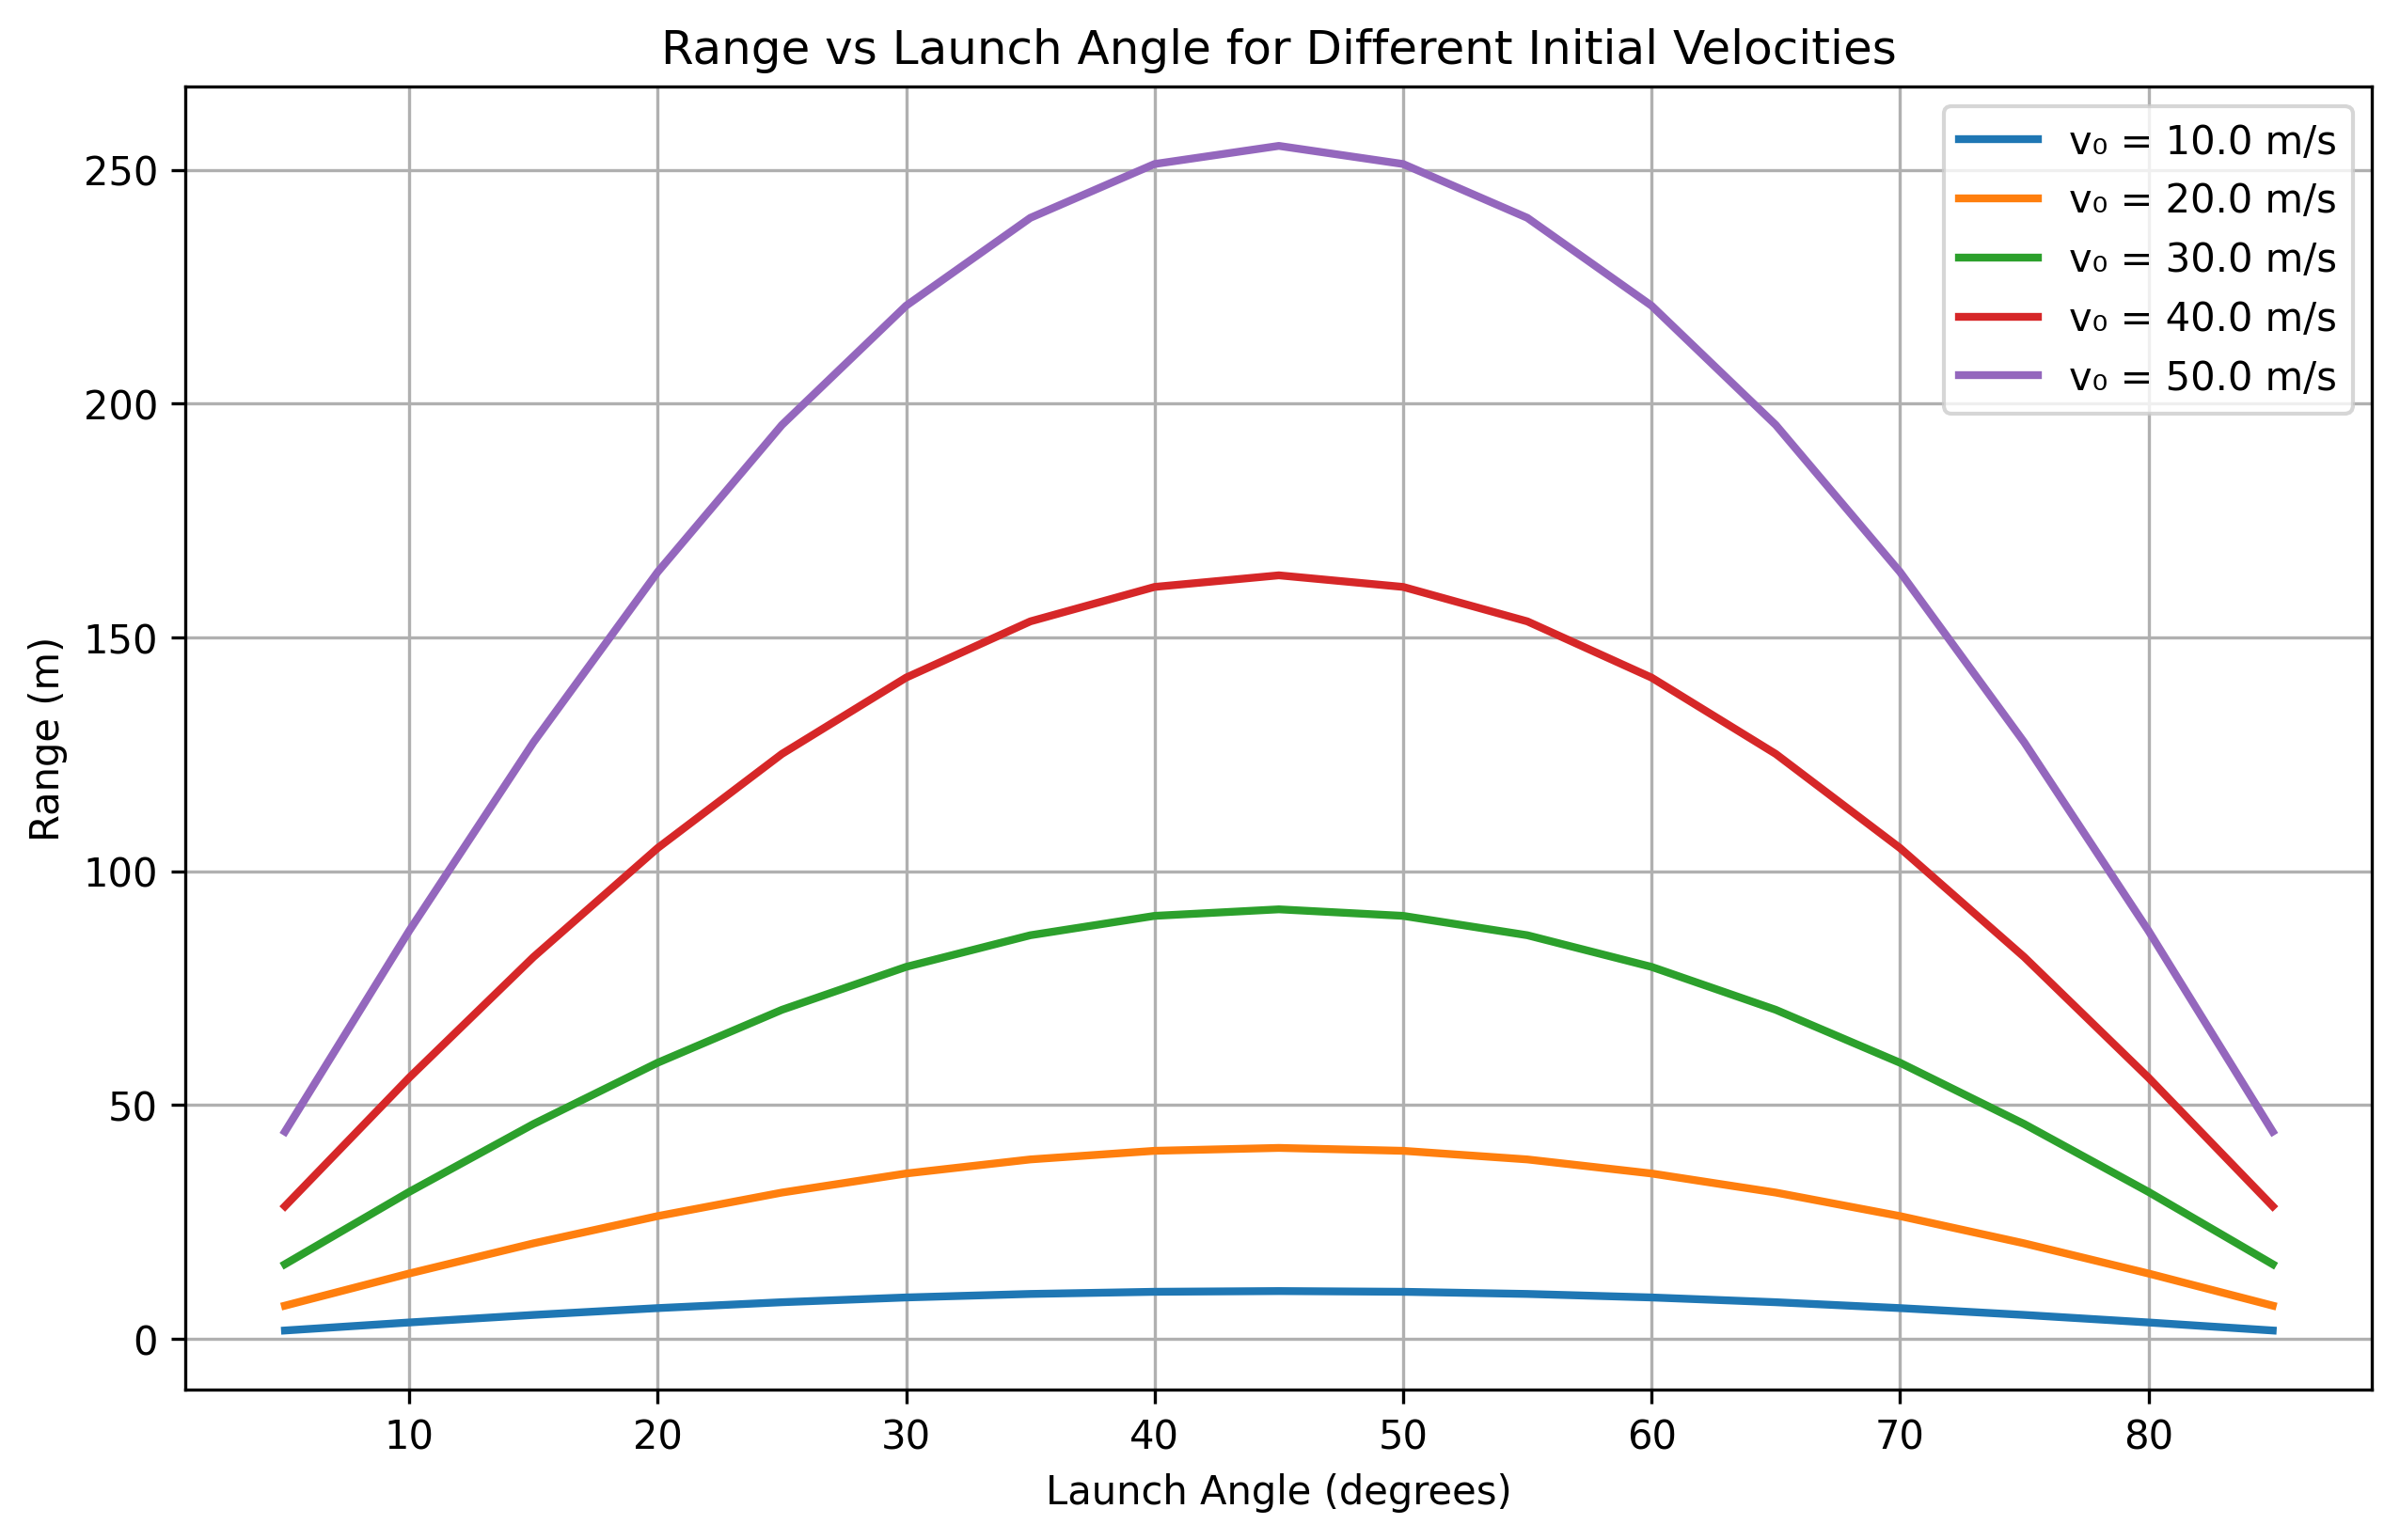 Range vs Launch Angle for Different Initial Velocities
v₀ = 10.0 m/s
v₀ = 20.0 m/s
v₀ = 30.0 m/s
v₀ = 40.0 m/s
v₀ = 50.0 m/s
250
200
150
100
50
0
Range (m)
10 20 30 40 50 60 70 80
Launch Angle (degrees)